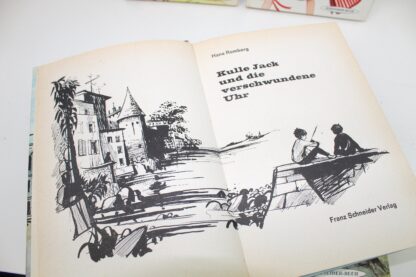 Hans Romberg
Kulle Jack
und die
verschwundene
Uhr
Franz Schneider Verlag